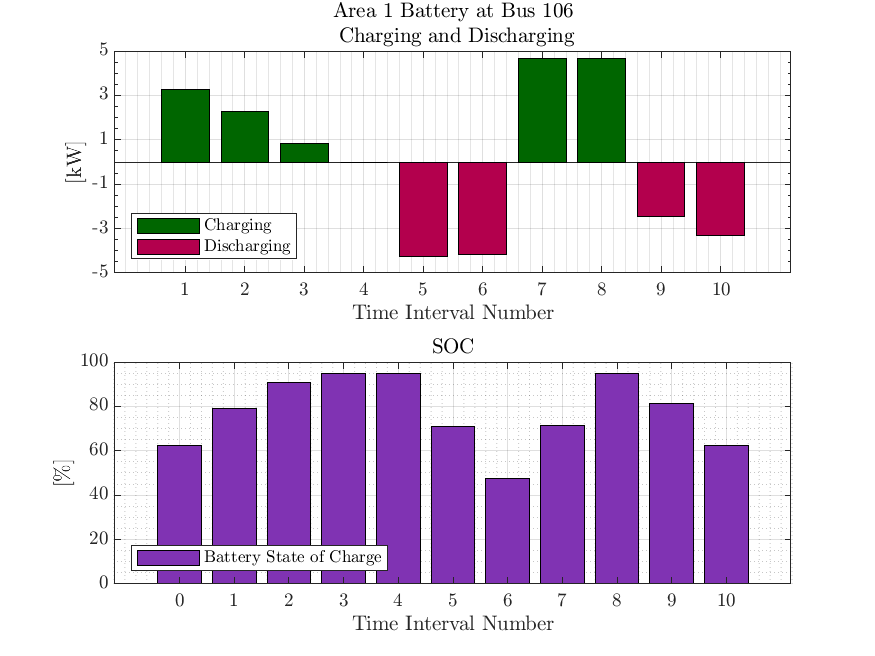 Area 1 Battery at Bus 106
Charging and Discharging
5
3
1
-1
-3
-5
[kW]
Charging
Discharging
1 2 3 4 5 6 7 8 9 10
Time Interval Number
SOC
100
80
60
40
20
0
[%]
Battery State of Charge
0 1 2 3 4 5 6 7 8 9 10
Time Interval Number